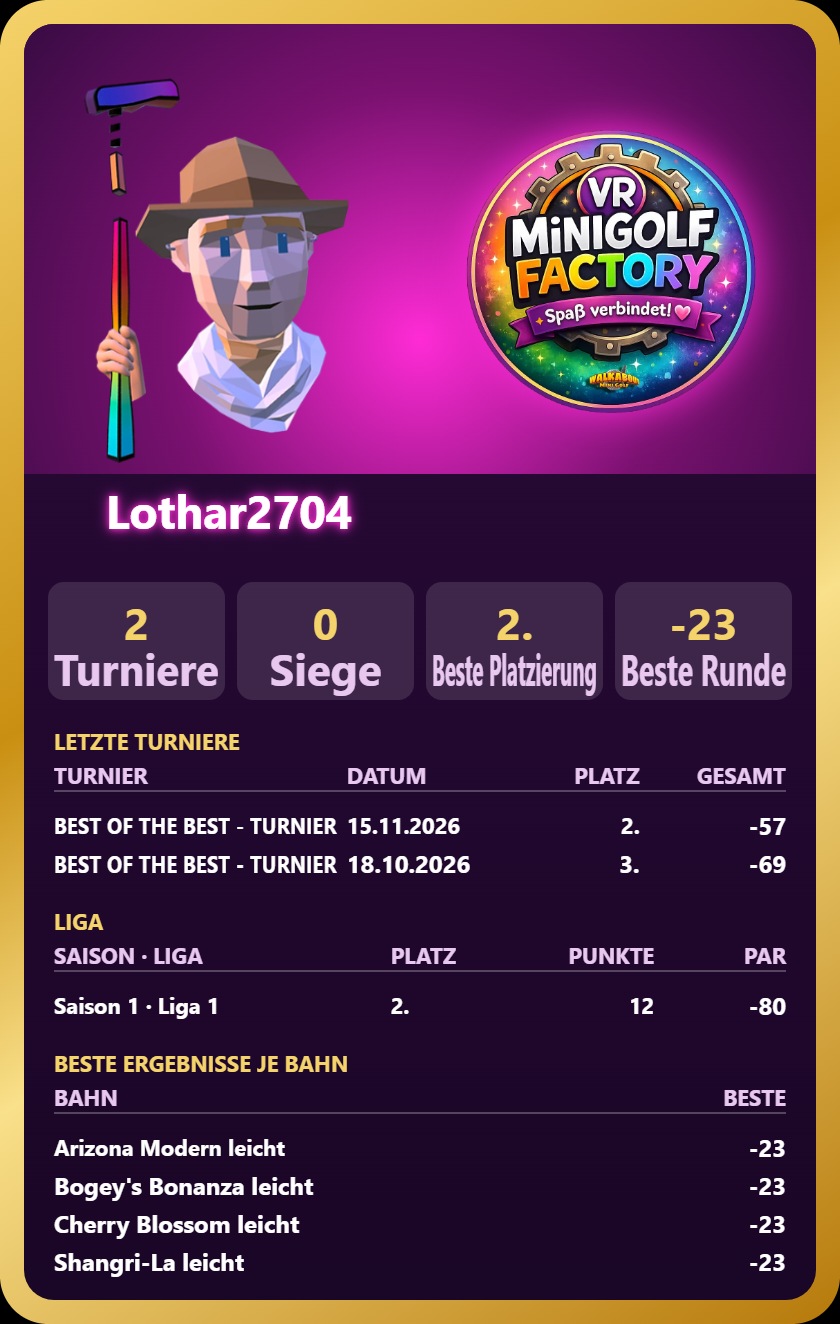 VR
MiNIGOLF
FACTORY
Spaß verbindet!
WALKABOUT
MINI GOLF
Lothar2704
2 0 2. -23
Turniere Siege Beste Platzierung Beste Runde
LETZTE TURNIERE
TURNIER DATUM PLATZ GESAMT
BEST OF THE BEST - TURNIER 15.11.2026 2. -57
BEST OF THE BEST - TURNIER 18.10.2026 3. -69
LIGA
SAISON · LIGA PLATZ PUNKTE PAR
Saison 1 · Liga 1 2. 12 -80
BESTE ERGEBNISSE JE BAHN
BAHN BESTE
Arizona Modern leicht -23
Bogey's Bonanza leicht -23
Cherry Blossom leicht -23
Shangri-La leicht -23